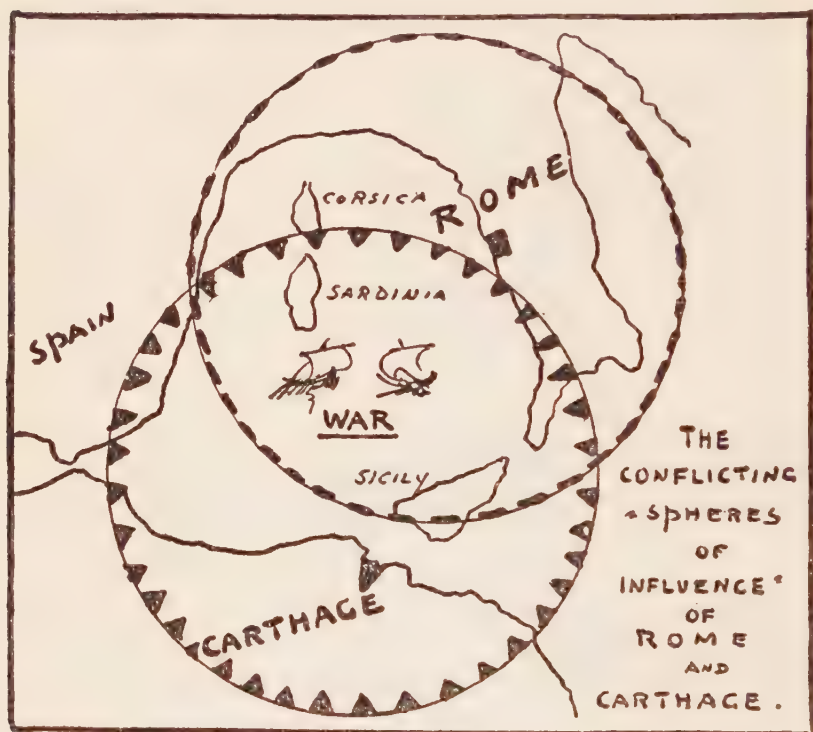 CORSICA
ROME
SARDINIA
SPAIN
WAR
SICILY
CARTHAGE
THE
CONFLICTING
"SPHERES
OF
INFLUENCE"
OF
ROME
AND
CARTHAGE.